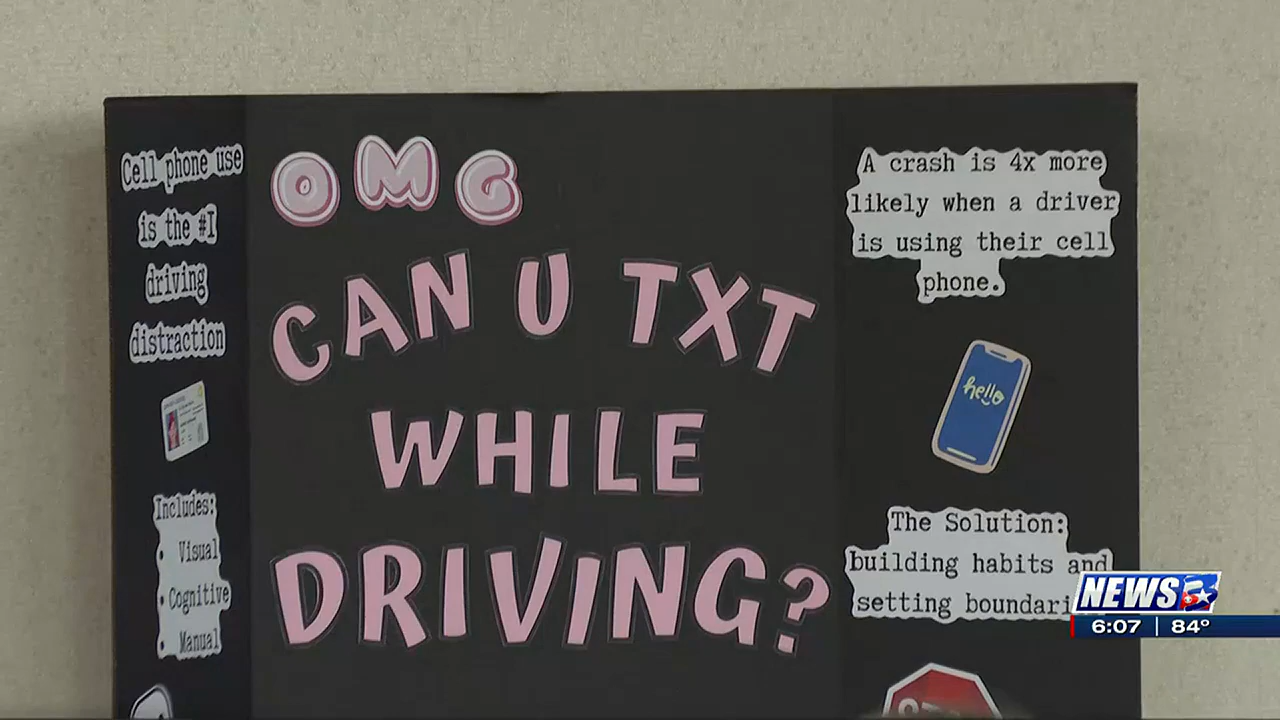 Cell phone use
is the #1
driving
distraction
Includes:
• Visual
• Cognitive
• Manual
OMG
CAN U TXT
WHILE
DRIVING?
A crash is 4x more
likely when a driver
is using their cell
phone.
hello
The Solution:
building habits and
setting
NEWS
6:07 | 84°